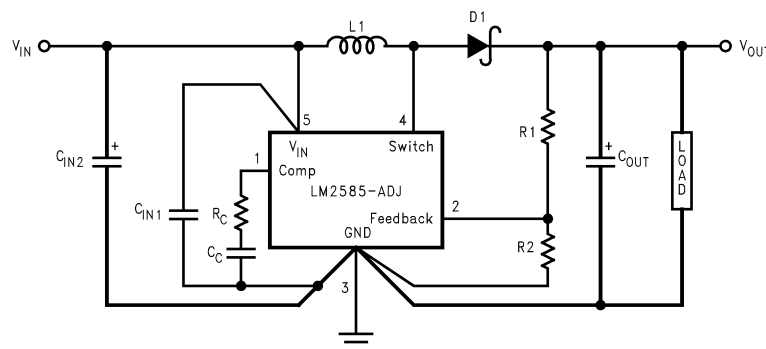 L1
D1
VIN
VOUT
5
4
VIN
Switch
R1
CIN2
+
1
Comp
LM2585-ADJ
+
COUT
LOAD
CIN1
RC
Feedback
2
GND
R2
CC
3